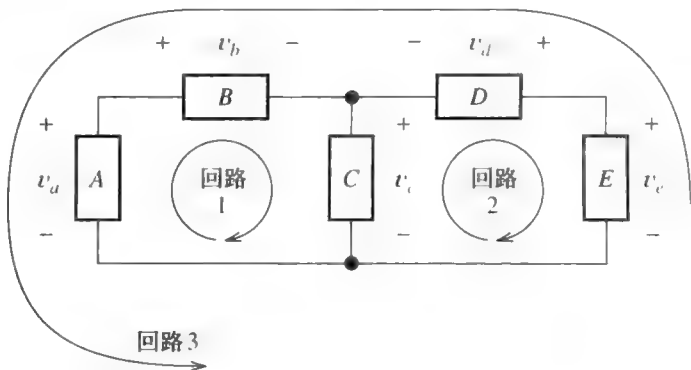 + v_b − − v_d +
B D
+ + +
v_a A 回路 1 C v_c 回路 2 E v_e
− − −
回路 3